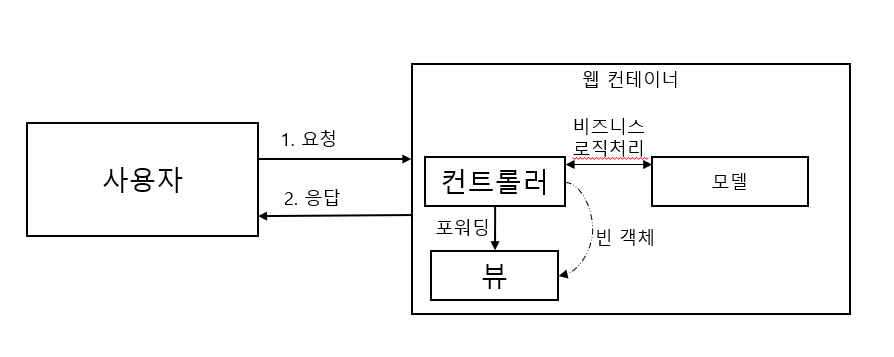 웹 컨테이너
사용자
1. 요청
2. 응답
비즈니스
로직처리
컨트롤러
모델
포워딩
빈 객체
뷰